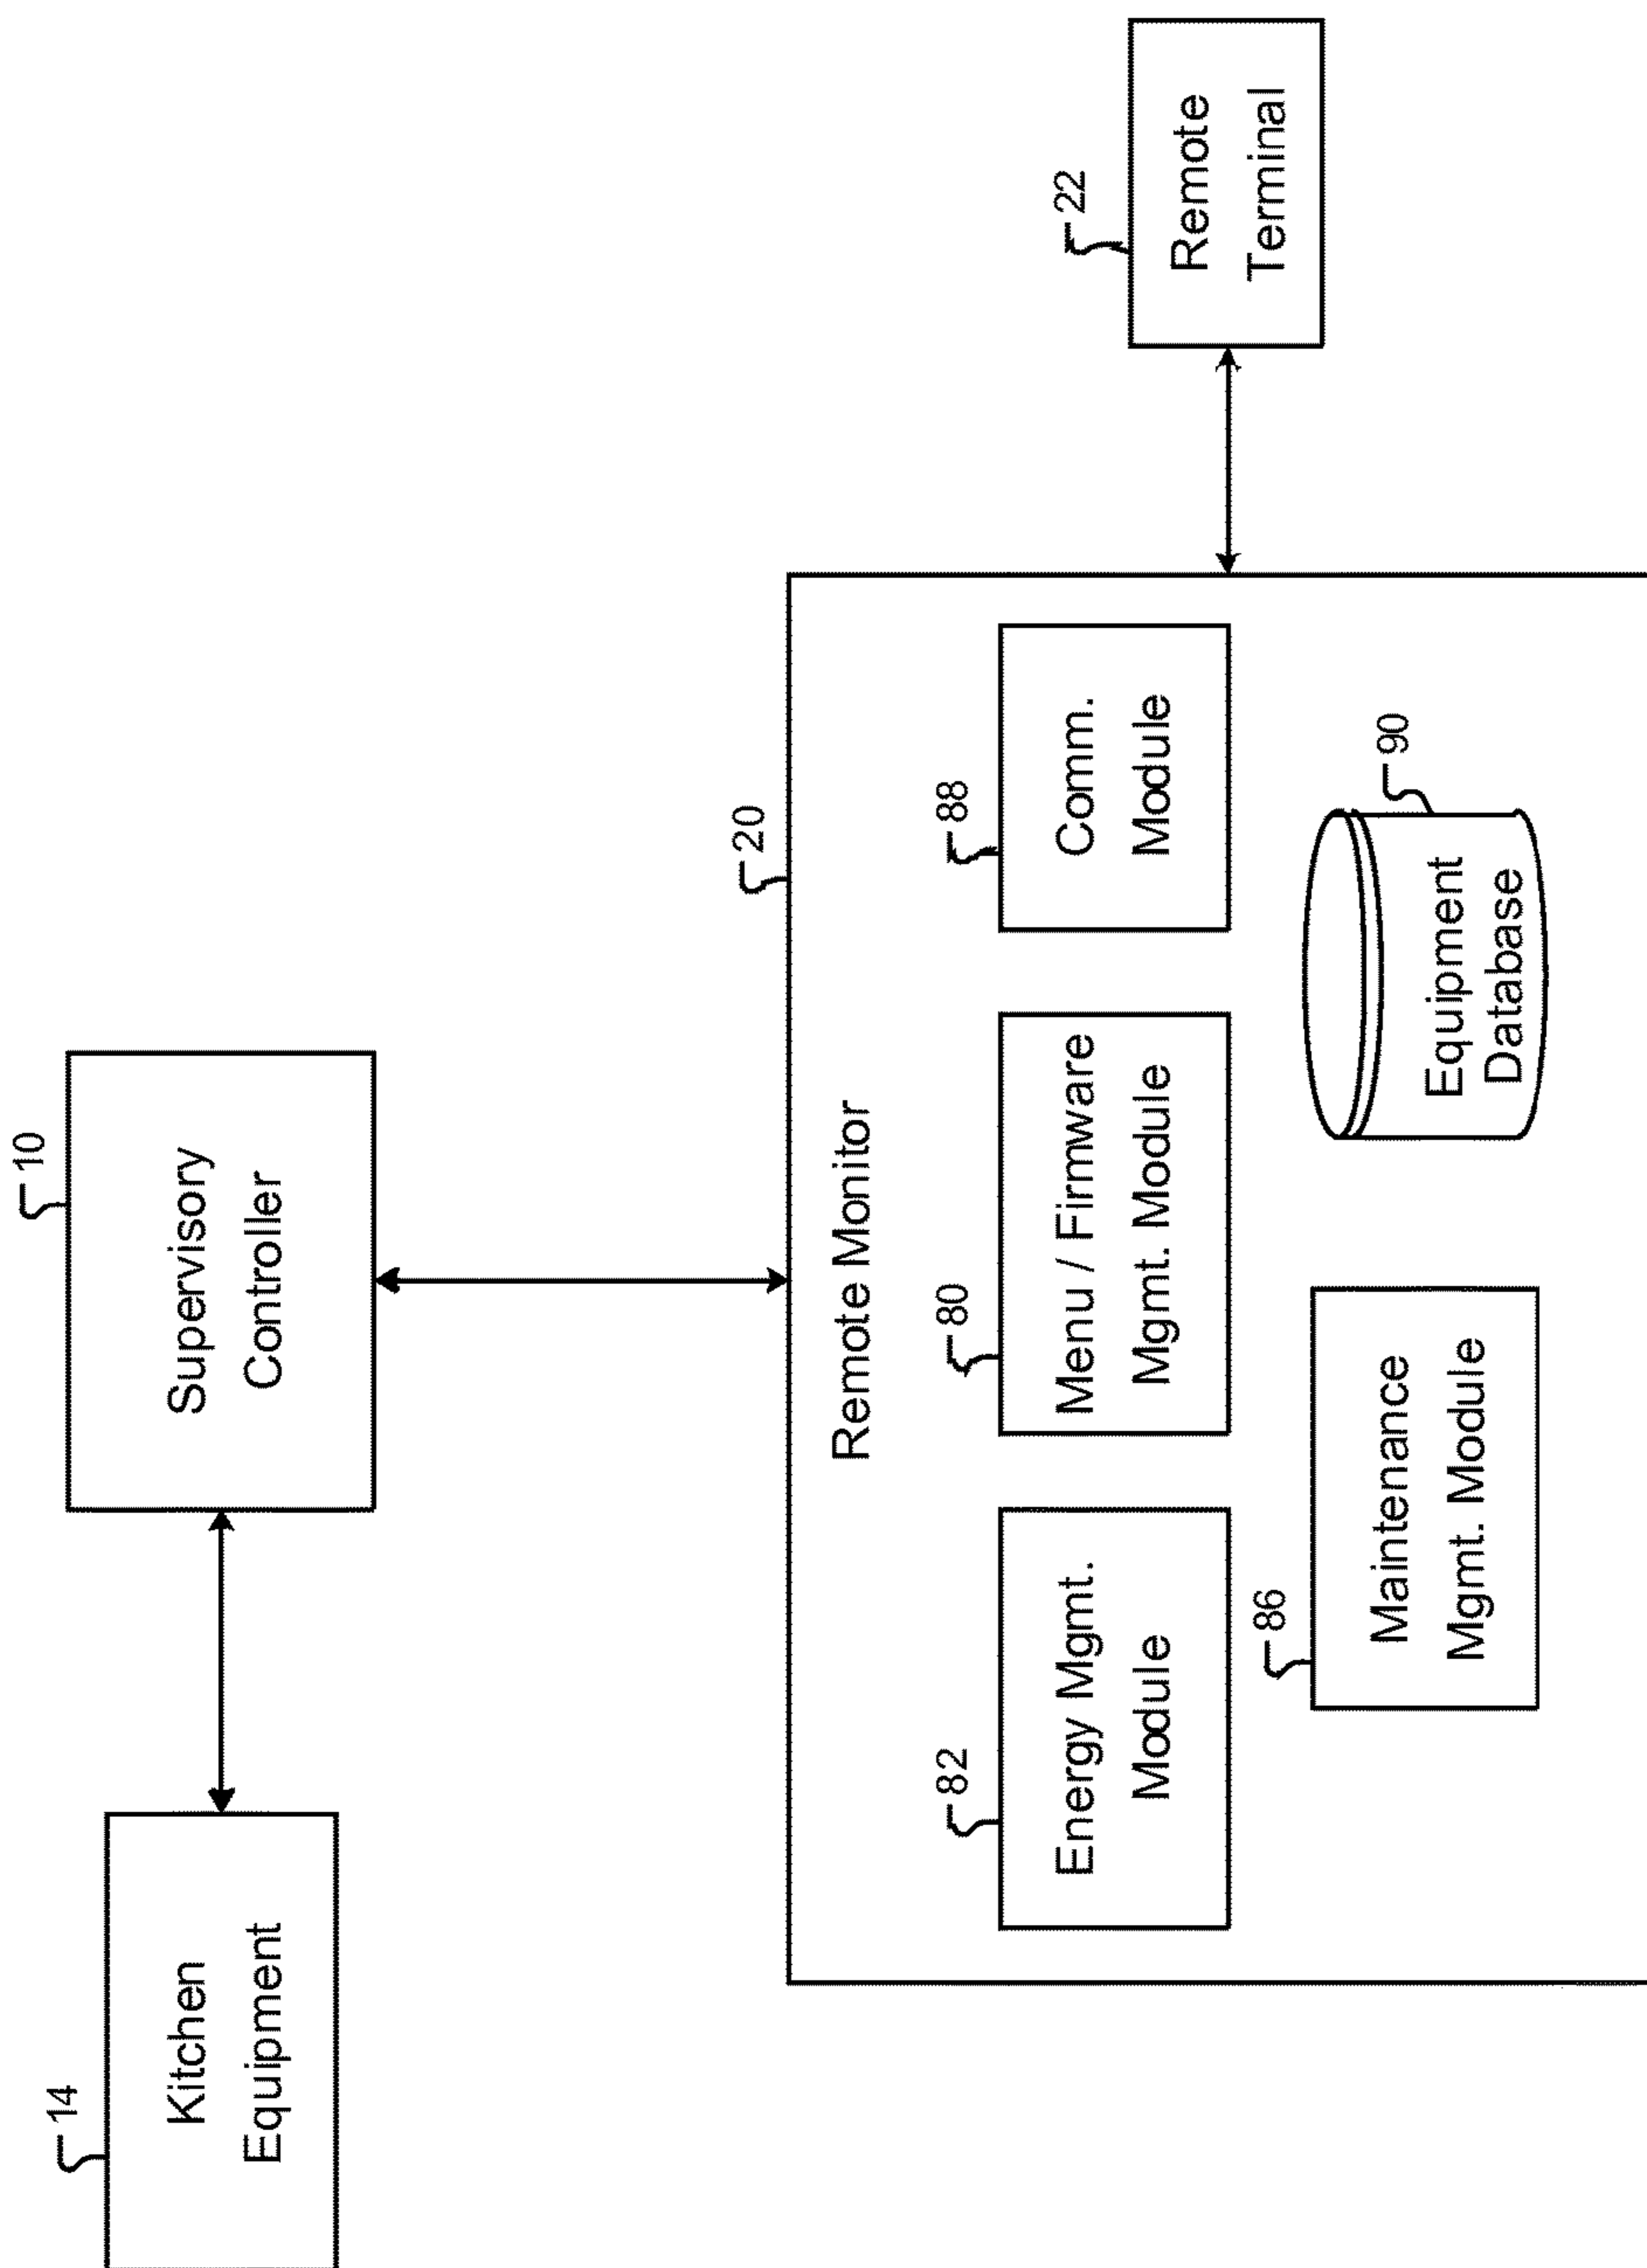 14
Kitchen
Equipment
10
Supervisory
Controller
20
Remote Monitor
82
Energy Mgmt.
Module
80
Menu / Firmware
Mgmt. Module
88
Comm.
Module
86
Maintenance
Mgmt. Module
90
Equipment
Database
22
Remote
Terminal